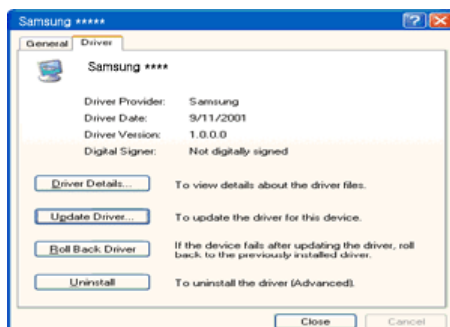 Samsung *****
General Driver
Samsung ****
Driver Provider: Samsung
Driver Date: 9/11/2001
Driver Version: 1.0.0.0
Digital Signer: Not digitally signed
Driver Details... To view details about the driver files.
Update Driver... To update the driver for this device.
Roll Back Driver If the device fails after updating the driver, roll
back to the previously installed driver.
Uninstall To uninstall the driver (Advanced).
Close Cancel